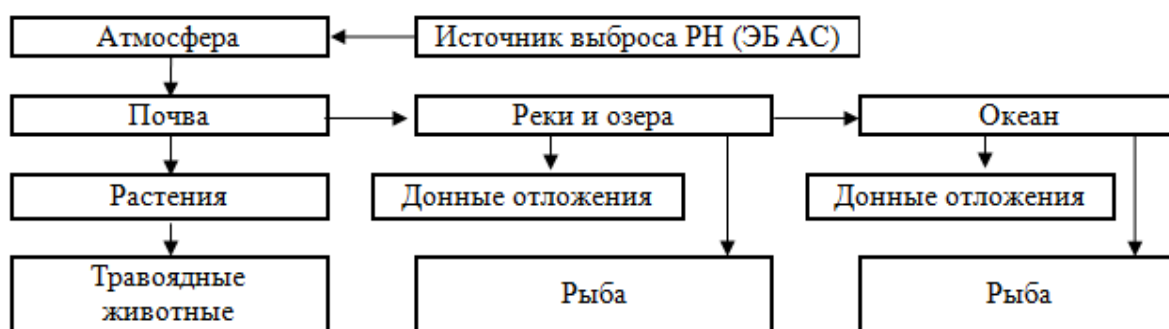 Атмосфера
Источник выброса РН (ЭБ АС)
Почва
Реки и озера
Океан
Растения
Донные отложения
Донные отложения
Травоядные
животные
Рыба
Рыба